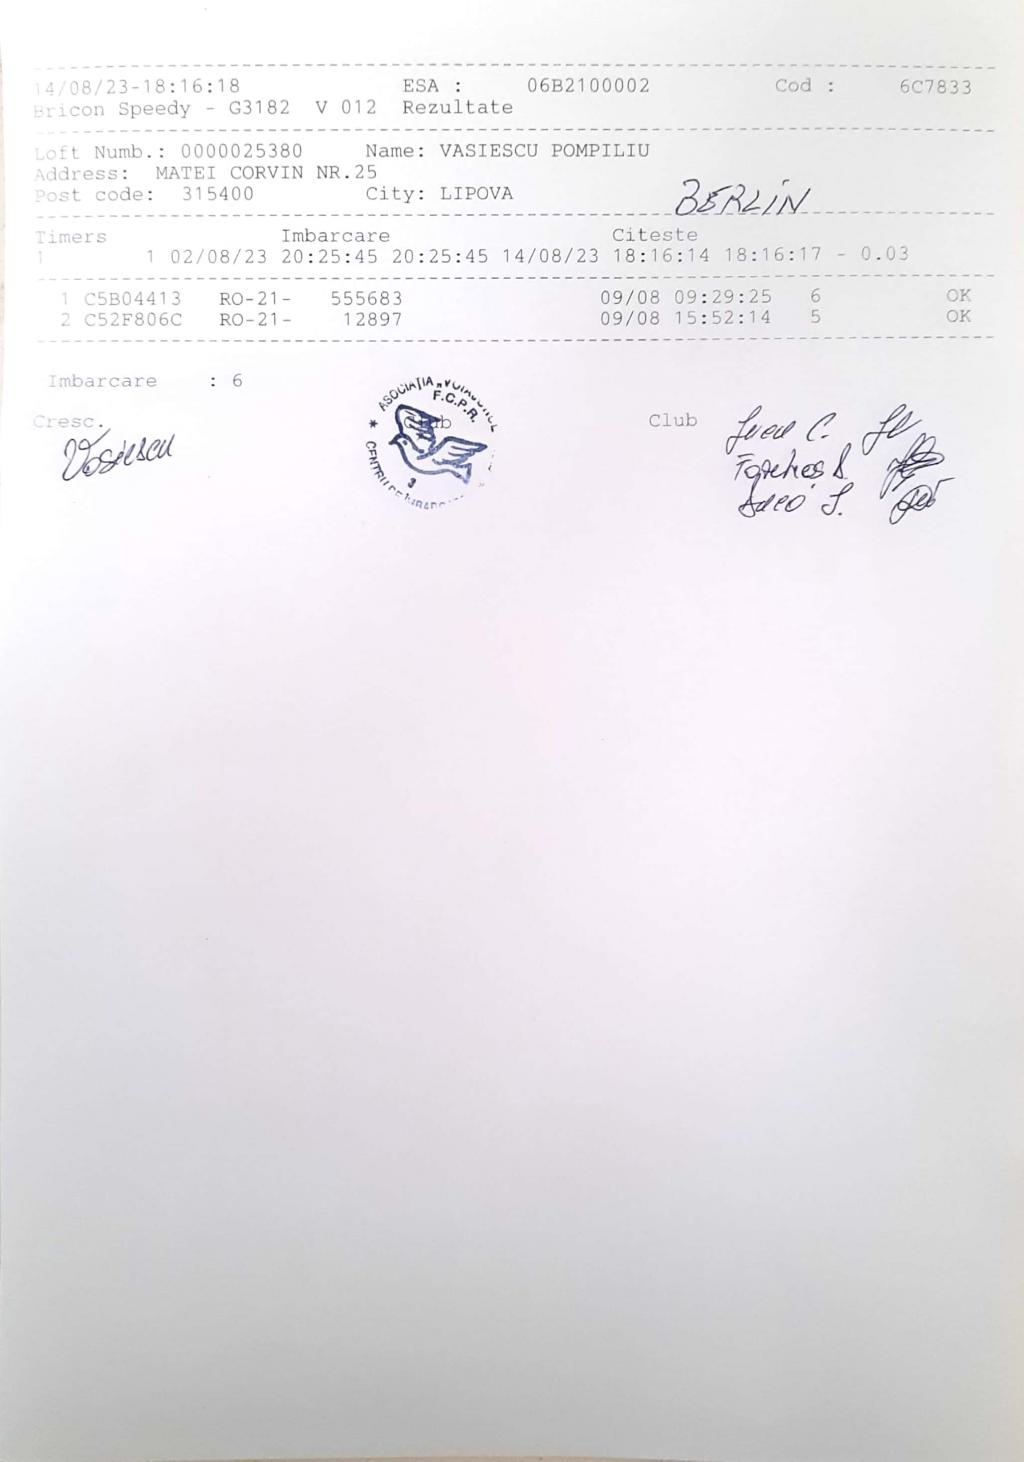 14/08/23-18:16:18 ESA : 06B2100002 Cod : 6C7833
Bricon Speedy - G3182 V 012 Rezultate
Loft Numb.: 0000025380 Name: VASIESCU POMPILIU
Address: MATEI CORVIN NR.25
Post code: 315400 City: LIPOVA
BERLIN
Timers Imbarcare Citeste
1 1 02/08/23 20:25:45 20:25:45 14/08/23 18:16:14 18:16:17 - 0.03
1 C5B04413 RO-21- 555683 09/08 09:29:25 6 OK
2 C52F806C RO-21- 12897 09/08 15:52:14 5 OK
Imbarcare : 6
ASOCIAȚIA
F.C.P.R.
Cresc. Club Club
Vasiescu
3